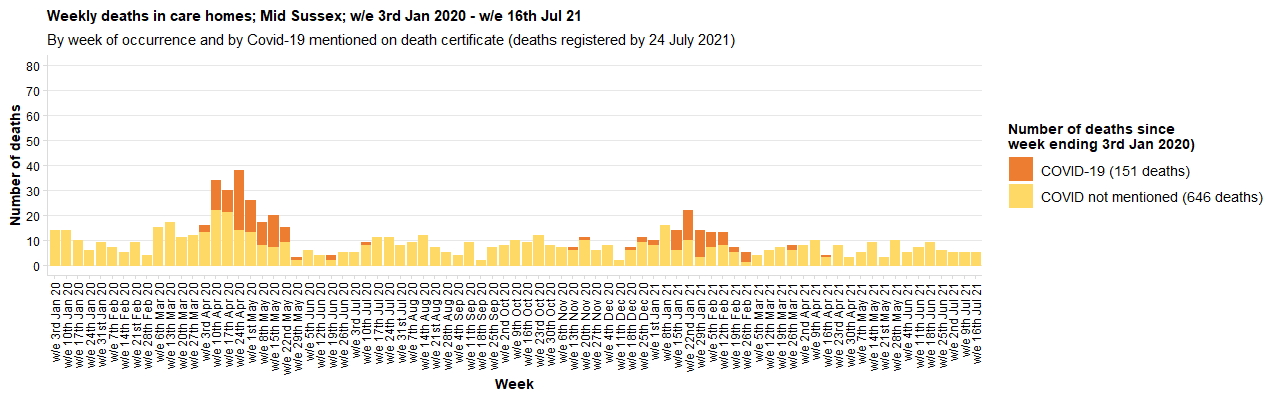 Weekly deaths in care homes; Mid Sussex; w/e 3rd Jan 2020 - w/e 16th Jul 21
By week of occurrence and by Covid-19 mentioned on death certificate (deaths registered by 24 July 2021)
80
70
60
50
40
30
20
10
0
Number of deaths
w/e 3rd Jan 20
w/e 10th Jan 20
w/e 17th Jan 20
w/e 24th Jan 20
w/e 31st Jan 20
w/e 7th Feb 20
w/e 14th Feb 20
w/e 21st Feb 20
w/e 28th Feb 20
w/e 6th Mar 20
w/e 13th Mar 20
w/e 20th Mar 20
w/e 27th Mar 20
w/e 3rd Apr 20
w/e 10th Apr 20
w/e 17th Apr 20
w/e 24th Apr 20
w/e 1st May 20
w/e 8th May 20
w/e 15th May 20
w/e 22nd May 20
w/e 29th May 20
w/e 5th Jun 20
w/e 12th Jun 20
w/e 19th Jun 20
w/e 26th Jun 20
w/e 3rd Jul 20
w/e 10th Jul 20
w/e 17th Jul 20
w/e 24th Jul 20
w/e 31st Jul 20
w/e 7th Aug 20
w/e 14th Aug 20
w/e 21st Aug 20
w/e 28th Aug 20
w/e 4th Sep 20
w/e 11th Sep 20
w/e 18th Sep 20
w/e 25th Sep 20
w/e 2nd Oct 20
w/e 9th Oct 20
w/e 16th Oct 20
w/e 23rd Oct 20
w/e 30th Oct 20
w/e 6th Nov 20
w/e 13th Nov 20
w/e 20th Nov 20
w/e 27th Nov 20
w/e 4th Dec 20
w/e 11th Dec 20
w/e 18th Dec 20
w/e 25th Dec 20
w/e 1st Jan 21
w/e 8th Jan 21
w/e 15th Jan 21
w/e 22nd Jan 21
w/e 29th Jan 21
w/e 5th Feb 21
w/e 12th Feb 21
w/e 19th Feb 21
w/e 26th Feb 21
w/e 5th Mar 21
w/e 12th Mar 21
w/e 19th Mar 21
w/e 26th Mar 21
w/e 2nd Apr 21
w/e 9th Apr 21
w/e 16th Apr 21
w/e 23rd Apr 21
w/e 30th Apr 21
w/e 7th May 21
w/e 14th May 21
w/e 21st May 21
w/e 28th May 21
w/e 4th Jun 21
w/e 11th Jun 21
w/e 18th Jun 21
w/e 25th Jun 21
w/e 2nd Jul 21
w/e 9th Jul 21
w/e 16th Jul 21
Week
Number of deaths since
week ending 3rd Jan 2020)
COVID-19 (151 deaths)
COVID not mentioned (646 deaths)